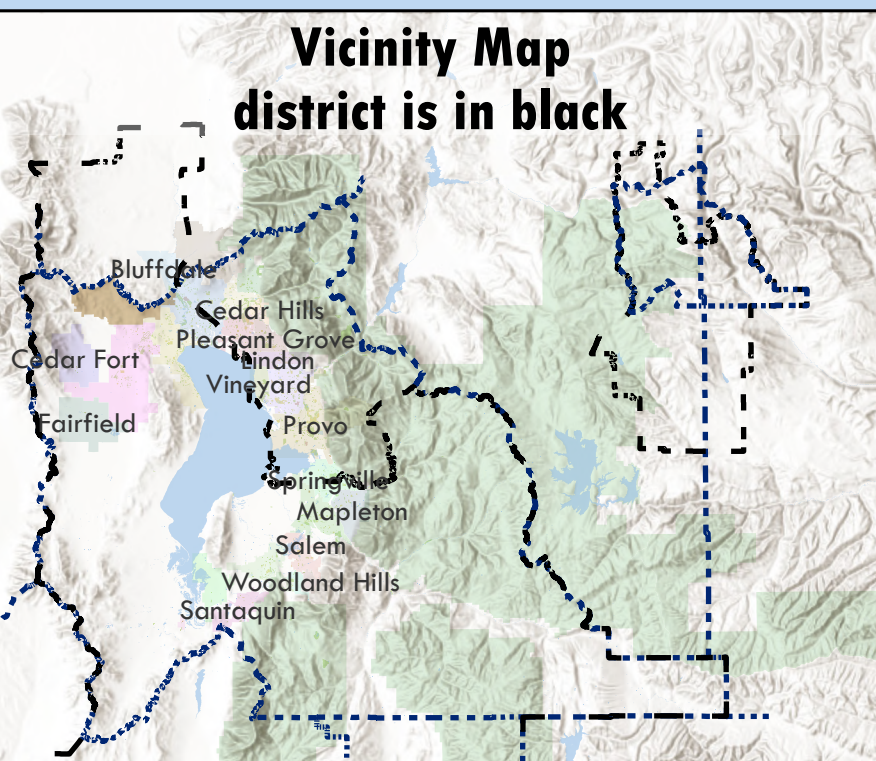 Vicinity Map
district is in black
Bluffdale
Cedar Hills
Pleasant Grove
Cedar Fort
Lindon
Vineyard
Fairfield
Provo
Springville
Mapleton
Salem
Woodland Hills
Santaquin